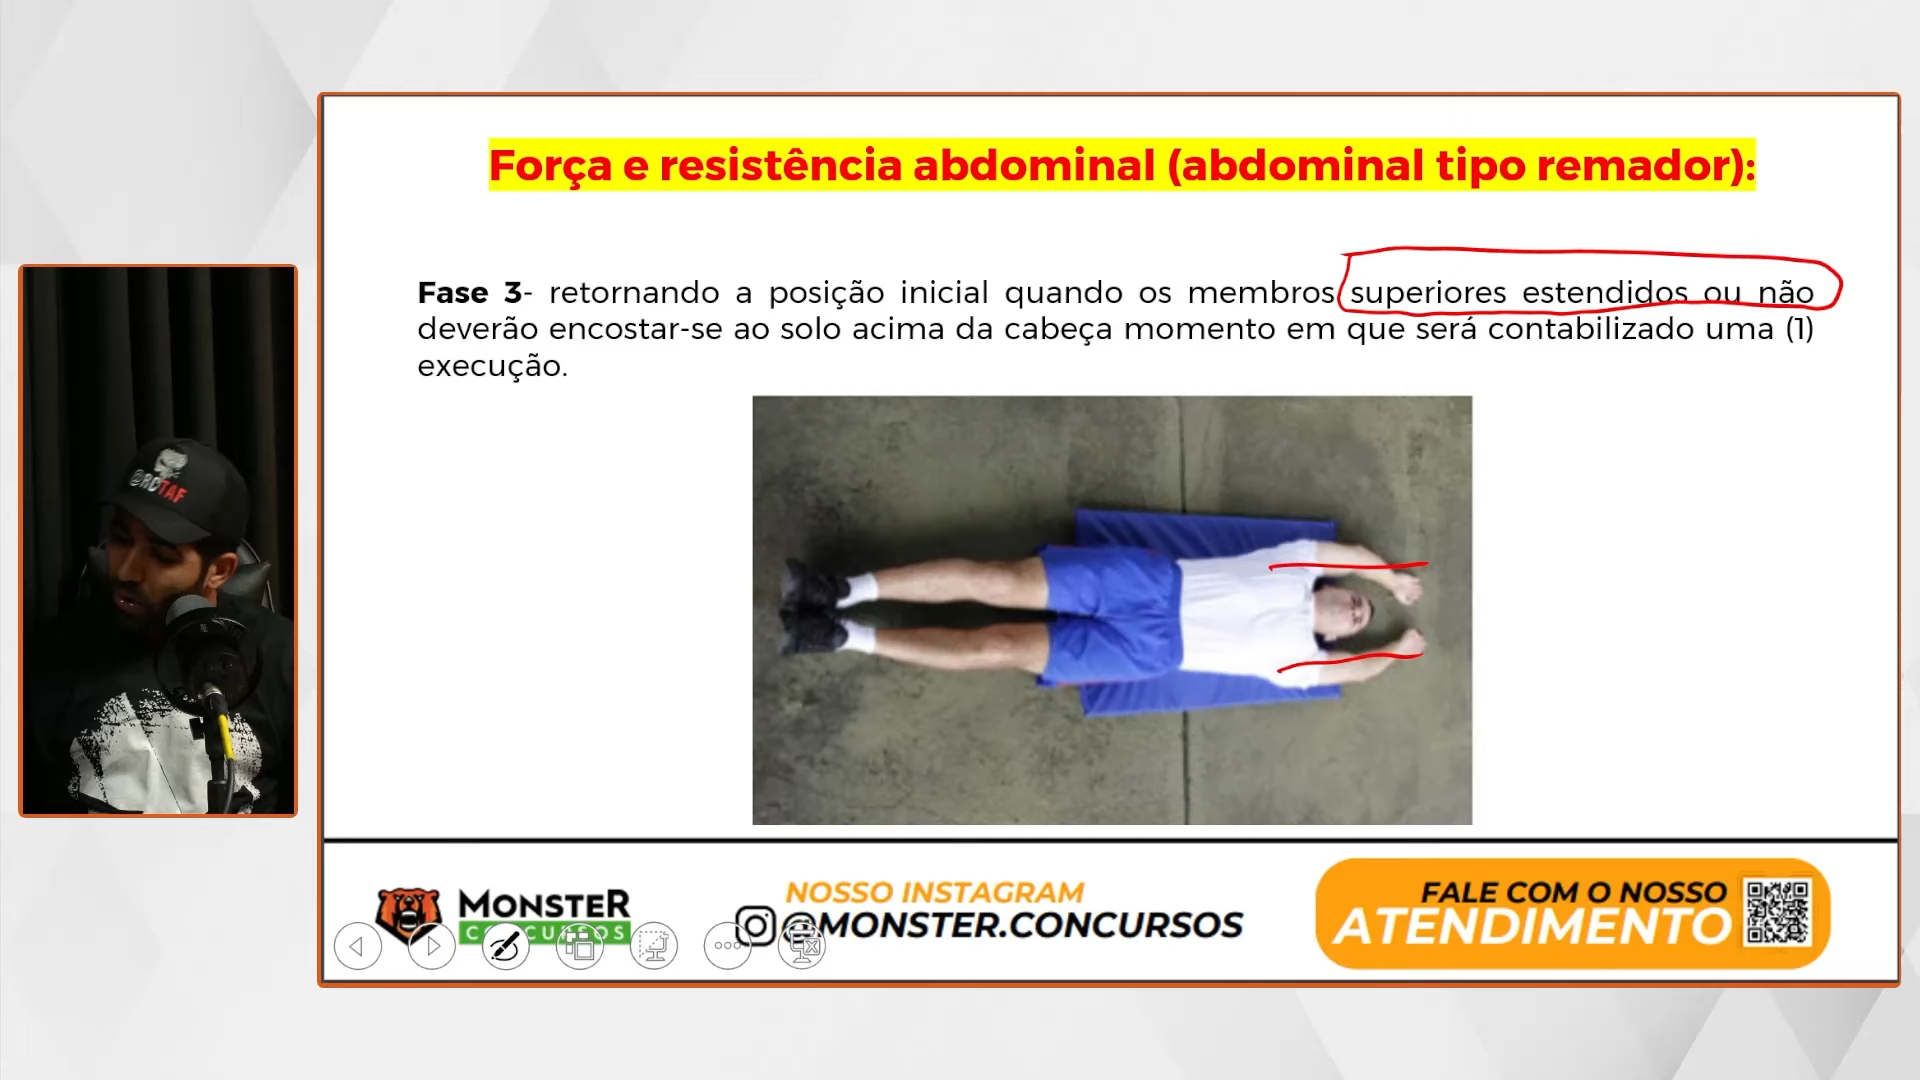 Força e resistência abdominal (abdominal tipo remador):
Fase 3- retornando a posição inicial quando os membros superiores estendidos ou não
deverão encostar-se ao solo acima da cabeça momento em que será contabilizado uma (1)
execução.
@RDTAF
MONSTER
CONCURSOS
NOSSO INSTAGRAM
@MONSTER.CONCURSOS
FALE COM O NOSSO
ATENDIMENTO